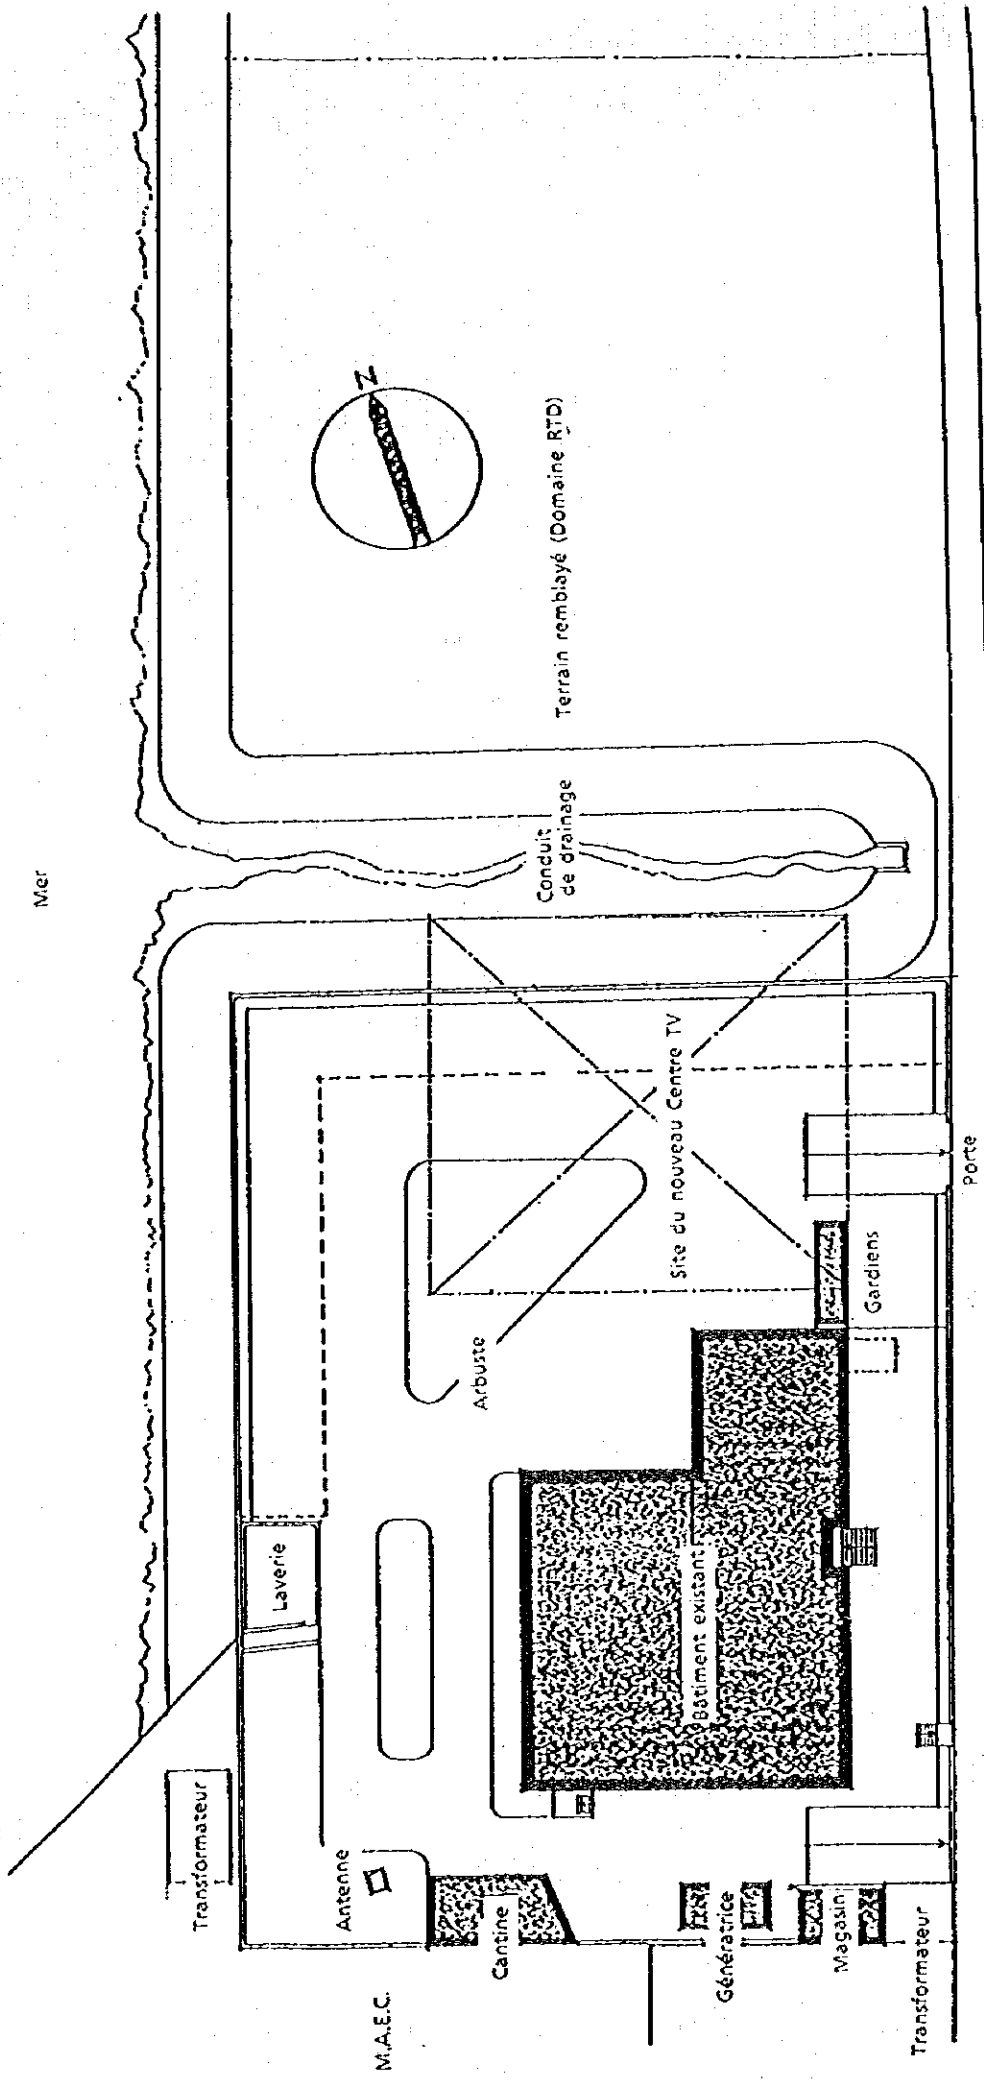 Mer
Transformateur
Laverie
Antenne
M.A.E.C.
Cantine
Arbuste
Conduit
de drainage
Terrain remblayé (Domaine RTD)
N
Site du nouveau Centre TV
Bâtiment existant
Génératrice
Magasin
Transformateur
Gardiens
Porte